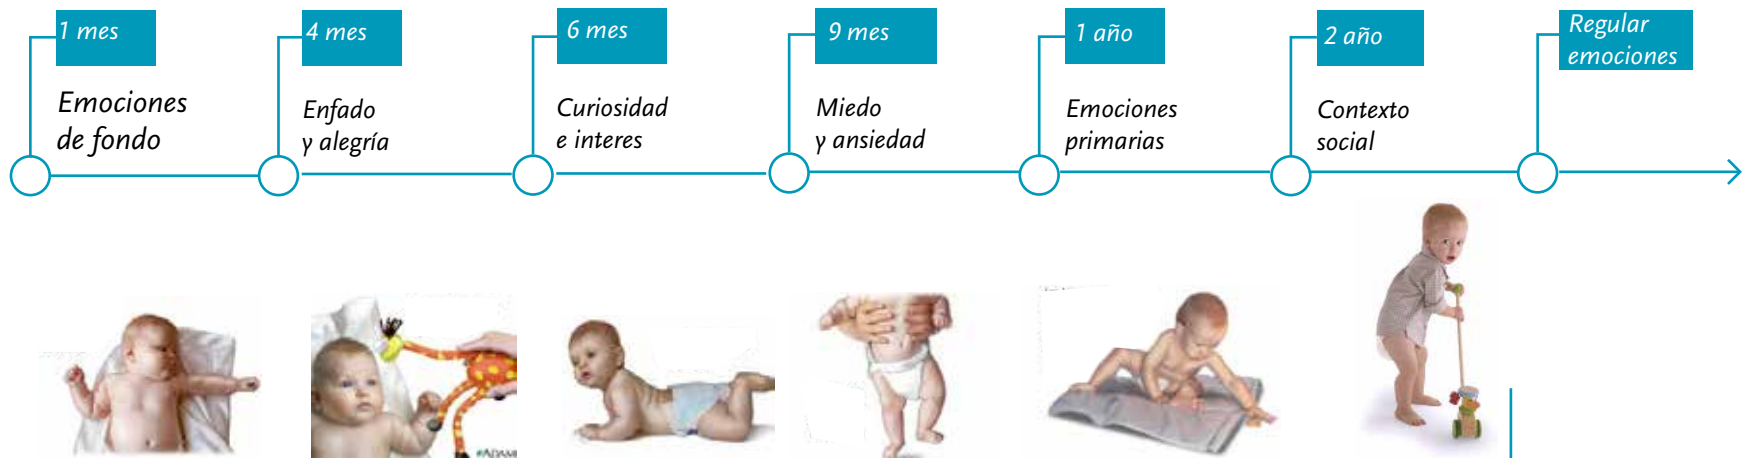 1 mes
Emociones
de fondo
4 mes
Enfado
y alegría
6 mes
Curiosidad
e interes
9 mes
Miedo
y ansiedad
1 año
Emociones
primarias
2 año
Contexto
social
Regular
emociones
#ADAM